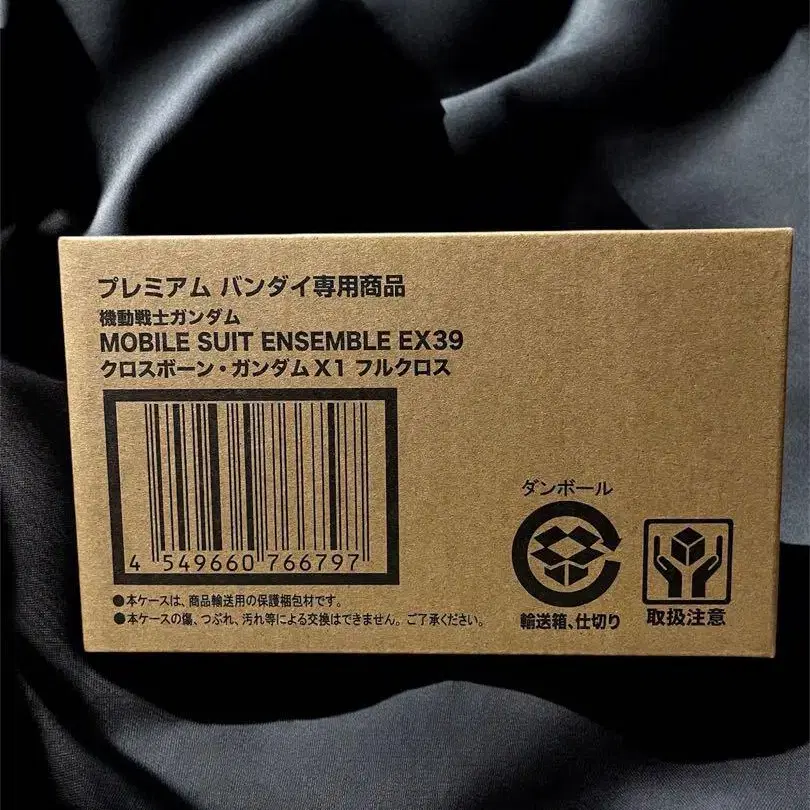 プレミアム バンダイ専用商品
機動戦士ガンダム
MOBILE SUIT ENSEMBLE EX39
クロスボーン・ガンダムX1 フルクロス
4 549660 766797
●本ケースは、商品輸送用の保護梱包材です。
●本ケースの傷、つぶれ、汚れ等による交換はできません。ご了承ください。
ダンボール
輸送箱、仕切り
取扱注意